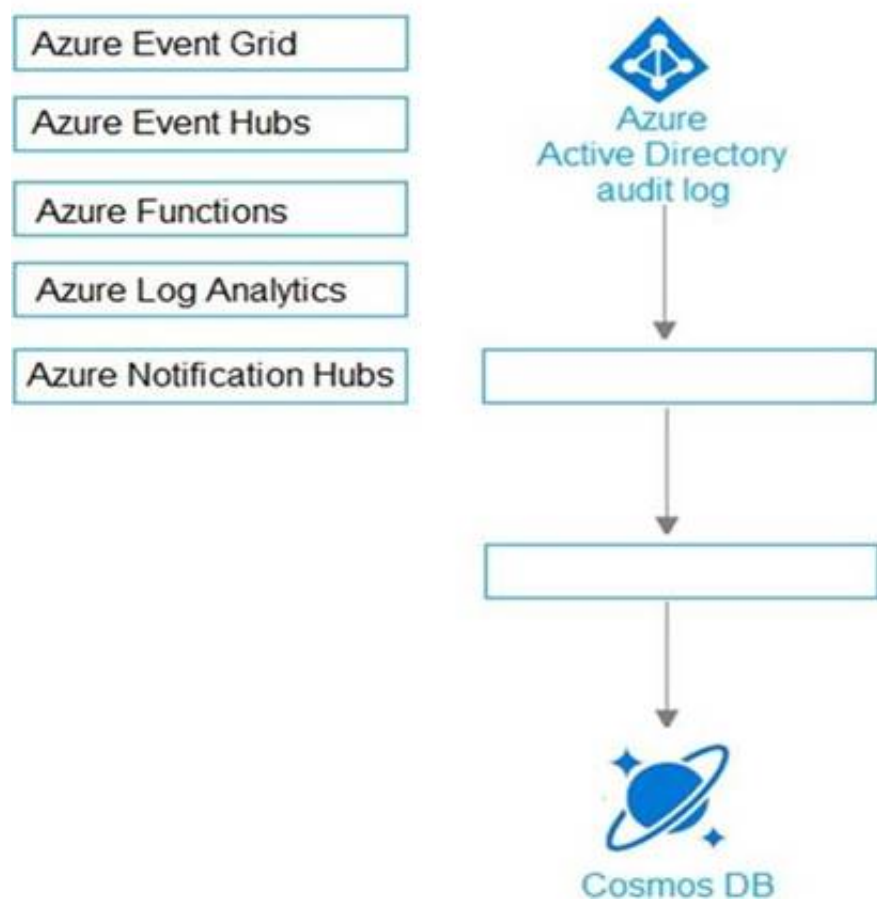 Azure Event Grid
Azure Event Hubs
Azure Functions
Azure Log Analytics
Azure Notification Hubs
Azure
Active Directory
audit log
Cosmos DB